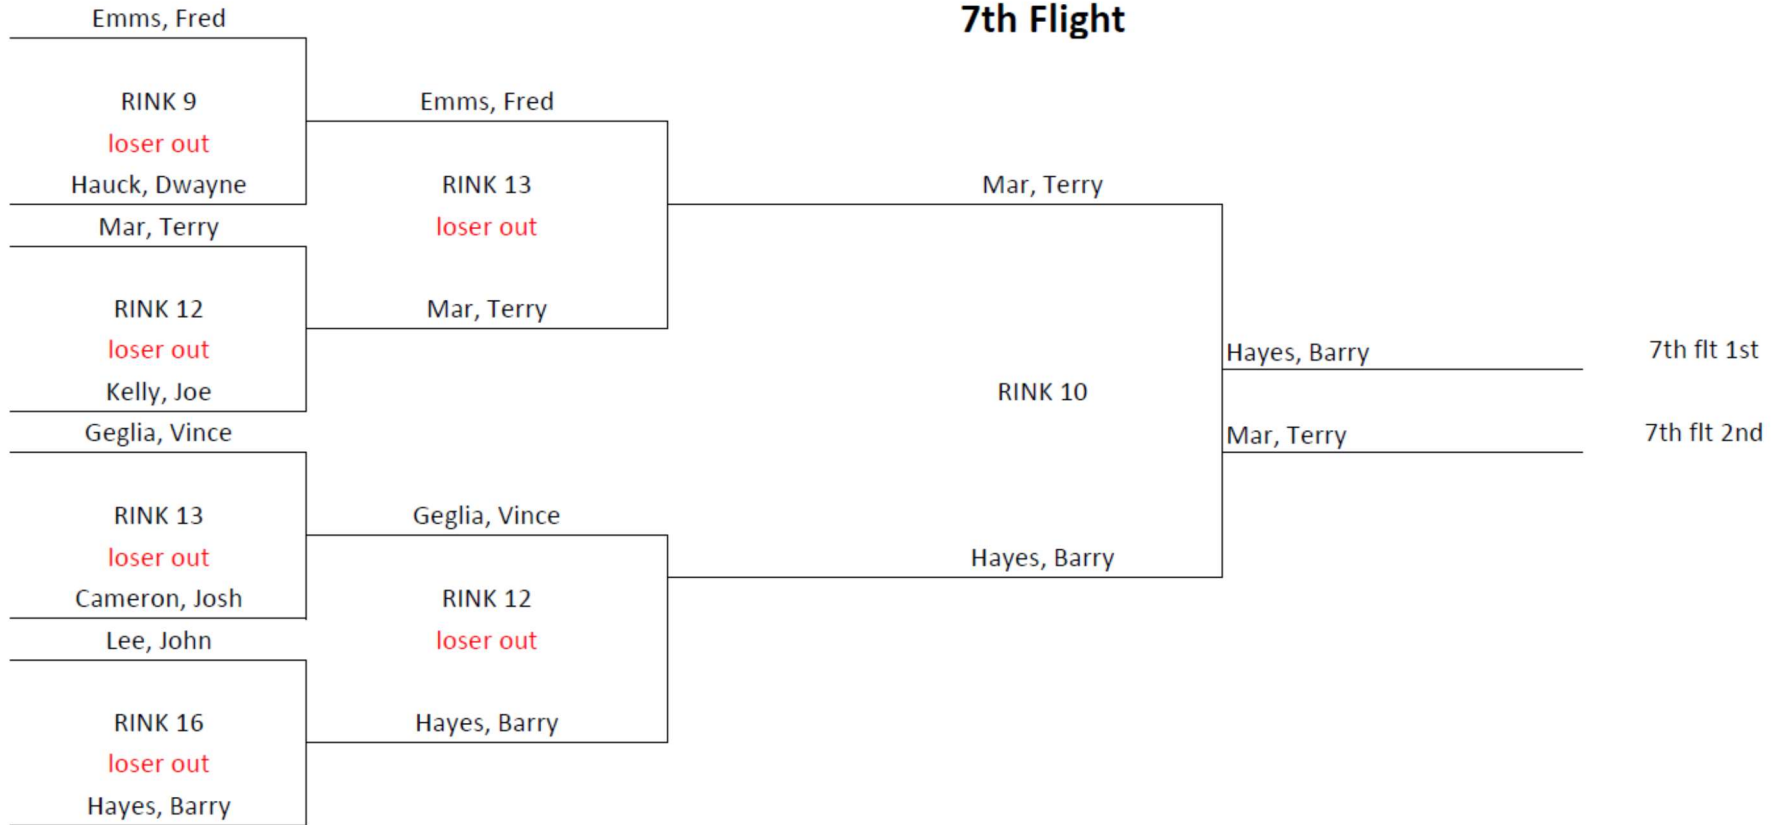 Emms, Fred
7th Flight
RINK 9
Emms, Fred
loser out
Hauck, Dwayne
RINK 13
Mar, Terry
Mar, Terry
loser out
RINK 12
Mar, Terry
loser out
Hayes, Barry
7th flt 1st
Kelly, Joe
RINK 10
Geglia, Vince
Mar, Terry
7th flt 2nd
RINK 13
Geglia, Vince
loser out
Hayes, Barry
Cameron, Josh
RINK 12
Lee, John
loser out
RINK 16
Hayes, Barry
loser out
Hayes, Barry